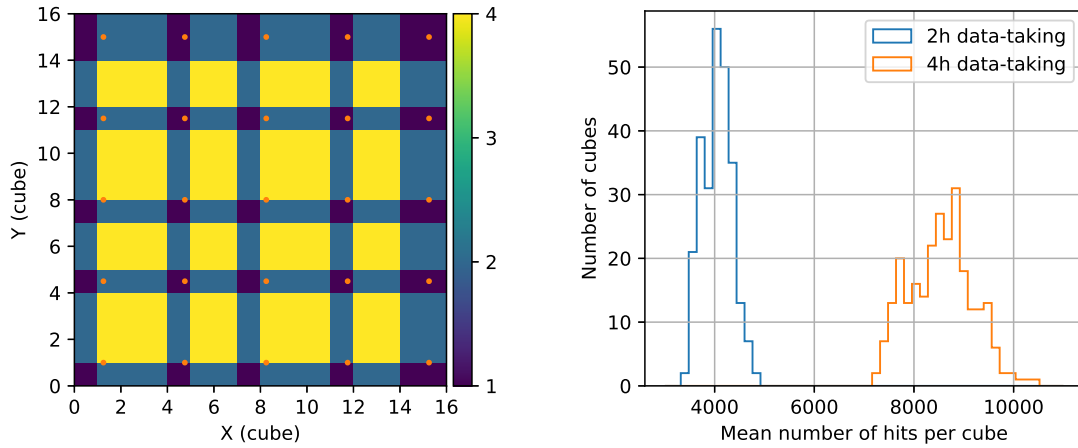 16
14
12
10
8
6
4
2
0
Y (cube)
0 2 4 6 8 10 12 14 16
X (cube)
4
3
2
1
2h data-taking
4h data-taking
50
40
30
20
10
0
Number of cubes
4000 6000 8000 10000
Mean number of hits per cube